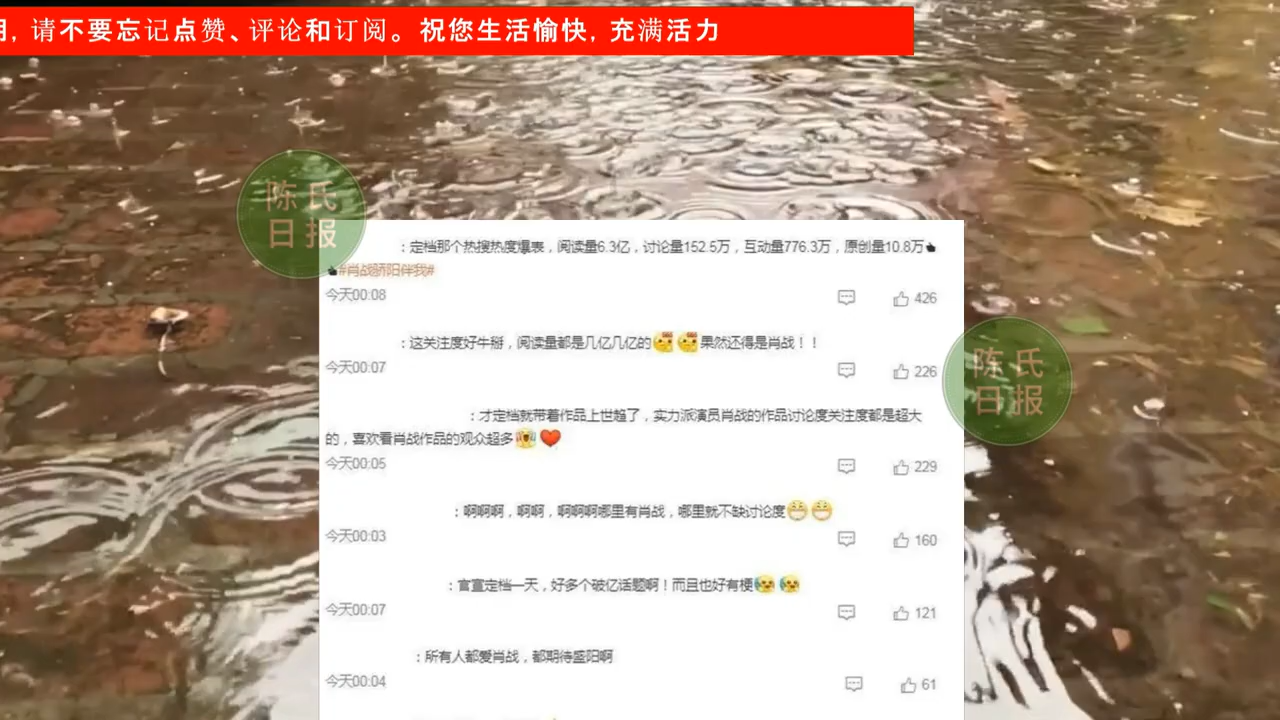 请不要忘记点赞、评论和订阅。祝您生活愉快, 充满活力
陈氏
日报
:定档那个热搜热度爆表,阅读量6.3亿,讨论量152.5万,互动量776.3万,原创量10.8万
#肖战骄阳伴我#
今天00:08
426
:这关注度好牛掰,阅读量都是几亿几亿的 果然还得是肖战!!
今天00:07
226
陈氏
日报
:才定档就带着作品上世趋了,实力派演员肖战的作品讨论度关注度都是超大
的,喜欢看肖战作品的观众超多
今天00:05
229
:啊啊啊,啊啊,啊啊啊哪里有肖战,哪里就不缺讨论度
今天00:03
160
:官宣定档一天,好多个破亿话题啊!而且也好有梗
今天00:07
121
:所有人都爱肖战,都期待盛阳啊
今天00:04
61